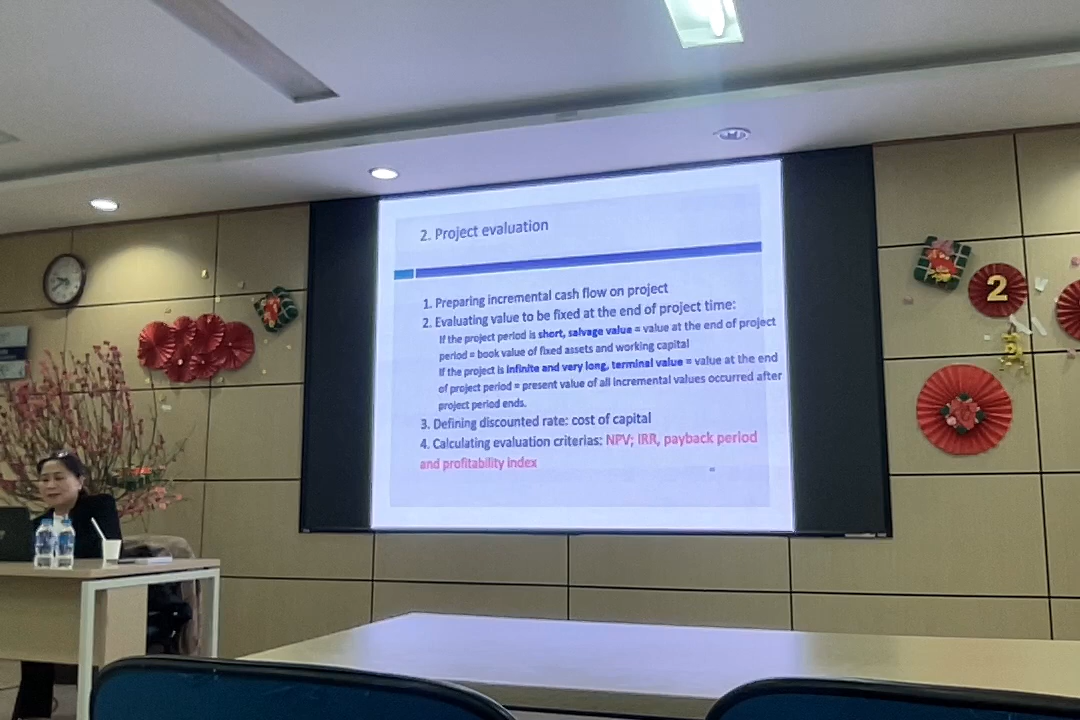 2. Project evaluation
1. Preparing incremental cash flow on project
2. Evaluating value to be fixed at the end of project time:
If the project period is short, salvage value = value at the end of project
period = book value of fixed assets and working capital
If the project is infinite and very long, terminal value = value at the end
of project period = present value of all incremental values occurred after
project period ends.
3. Defining discounted rate: cost of capital
4. Calculating evaluation criterias: NPV; IRR, payback period
and profitability index
2